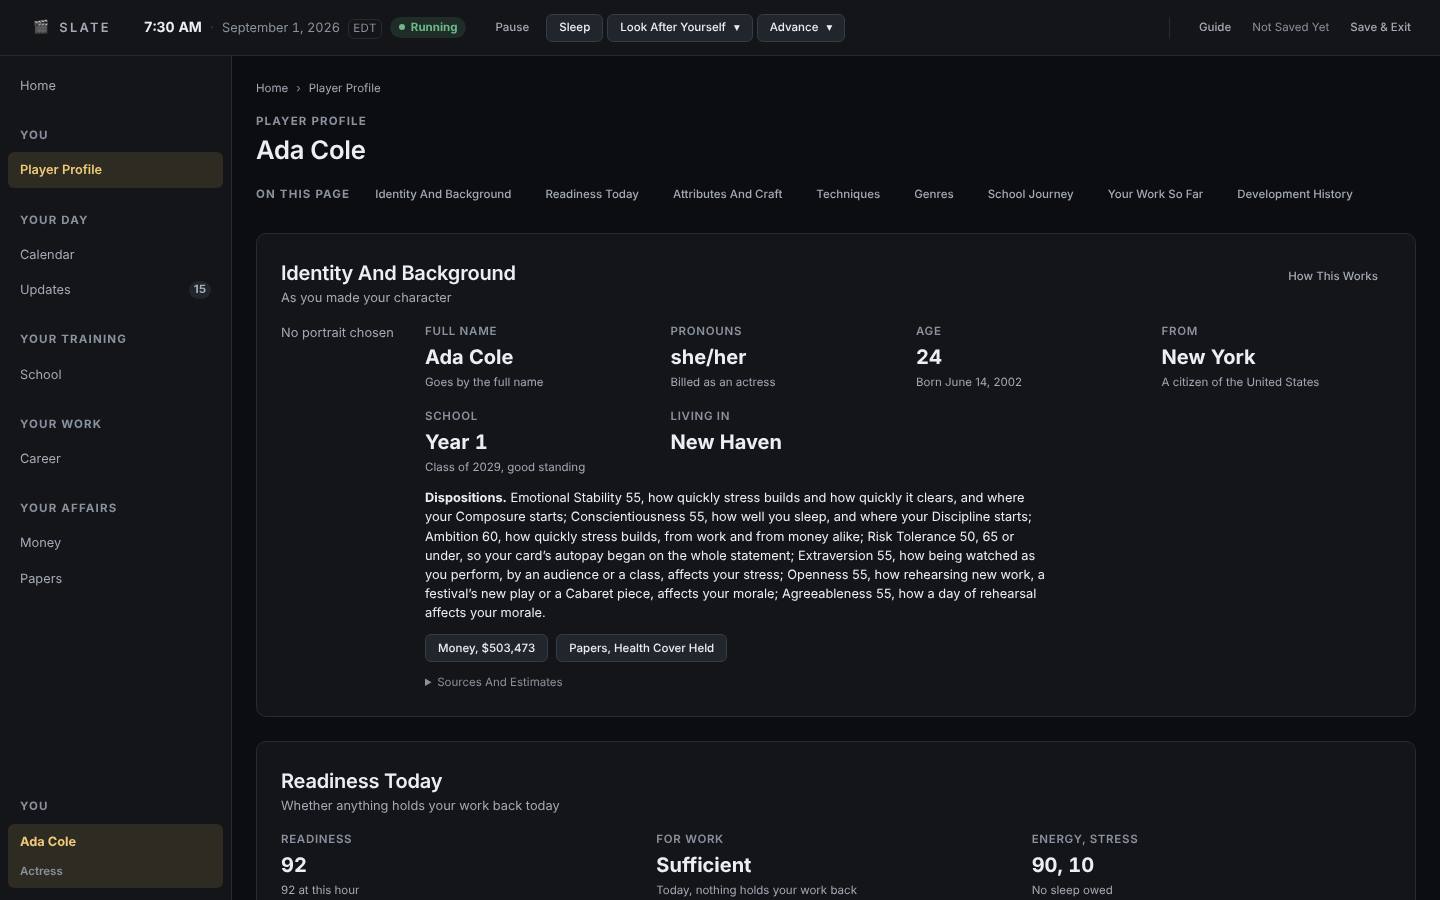 SLATE
7:30 AM · September 1, 2026 EDT Running Pause Sleep Look After Yourself ▾ Advance ▾ Guide Not Saved Yet Save & Exit
Home
YOU
Player Profile
YOUR DAY
Calendar
Updates 15
YOUR TRAINING
School
YOUR WORK
Career
YOUR AFFAIRS
Money
Papers
YOU
Ada Cole
Actress
Home › Player Profile
PLAYER PROFILE
Ada Cole
ON THIS PAGE Identity And Background Readiness Today Attributes And Craft Techniques Genres School Journey Your Work So Far Development History
Identity And Background
How This Works
As you made your character
No portrait chosen
FULL NAME PRONOUNS AGE FROM
Ada Cole she/her 24 New York
Goes by the full name Billed as an actress Born June 14, 2002 A citizen of the United States
SCHOOL LIVING IN
Year 1 New Haven
Class of 2029, good standing
Dispositions. Emotional Stability 55, how quickly stress builds and how quickly it clears, and where
your Composure starts; Conscientiousness 55, how well you sleep, and where your Discipline starts;
Ambition 60, how quickly stress builds, from work and from money alike; Risk Tolerance 50, 65 or
under, so your card’s autopay began on the whole statement; Extraversion 55, how being watched as
you perform, by an audience or a class, affects your stress; Openness 55, how rehearsing new work, a
festival’s new play or a Cabaret piece, affects your morale; Agreeableness 55, how a day of rehearsal
affects your morale.
Money, $503,473 Papers, Health Cover Held
▶ Sources And Estimates
Readiness Today
Whether anything holds your work back today
READINESS FOR WORK ENERGY, STRESS
92 Sufficient 90, 10
92 at this hour Today, nothing holds your work back No sleep owed